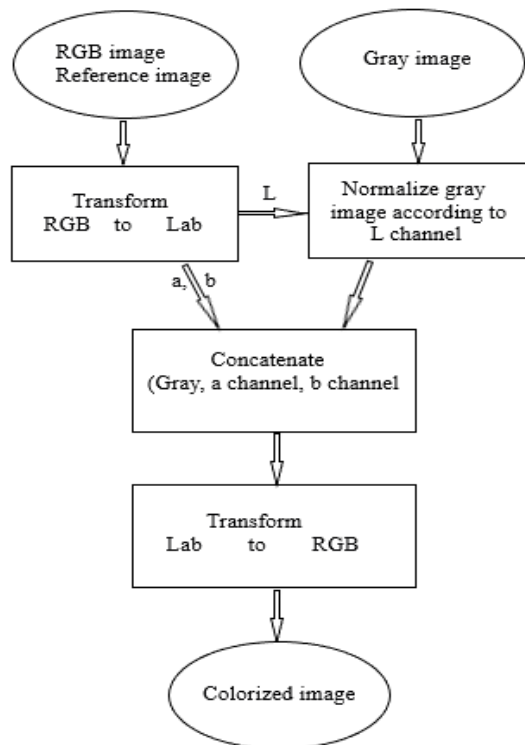 RGB image
Reference image
Gray image
Transform
RGB to Lab
L
Normalize gray
image according to
L channel
a, b
Concatenate
(Gray, a channel, b channel
Transform
Lab to RGB
Colorized image